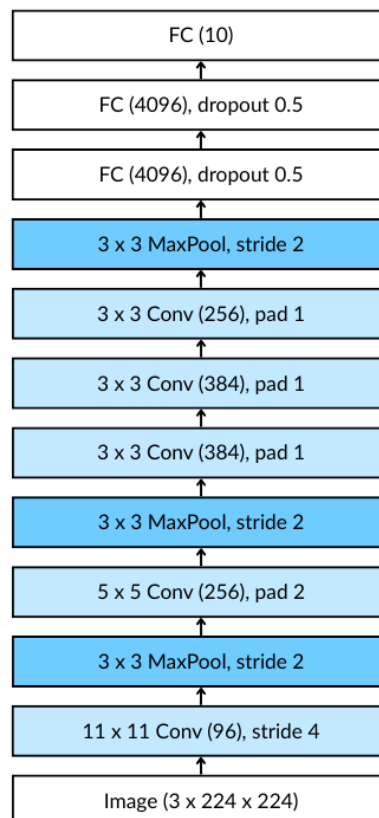 FC (10)
FC (4096), dropout 0.5
FC (4096), dropout 0.5
3 x 3 MaxPool, stride 2
3 x 3 Conv (256), pad 1
3 x 3 Conv (384), pad 1
3 x 3 Conv (384), pad 1
3 x 3 MaxPool, stride 2
5 x 5 Conv (256), pad 2
3 x 3 MaxPool, stride 2
11 x 11 Conv (96), stride 4
Image (3 x 224 x 224)